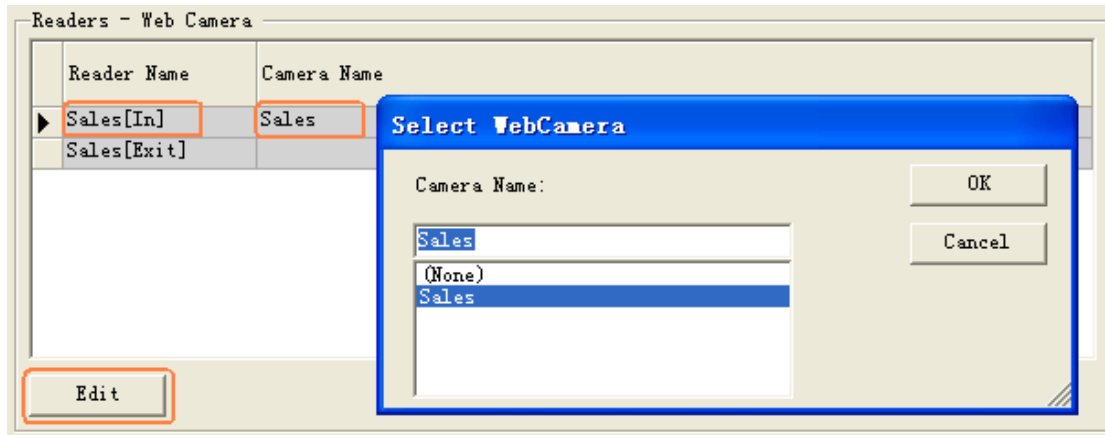 Readers - Web Camera
Reader Name Camera Name
Sales[In] Sales
Sales[Exit]
Select WebCamera
Camera Name:
OK
Sales
Cancel
(None)
Sales
Edit